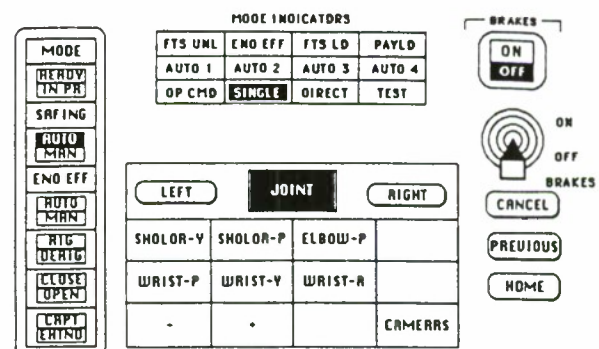 MODE INDICATORS
FTS UNL END EFF FTS LD PAYLD
AUTO 1 AUTO 2 AUTO 3 AUTO 4
OP CMD SINGLE DIRECT TEST
MODE
READY
IN PR
SAFING
AUTO
MAN
END EFF
AUTO
MAN
RIG
DERIG
CLOSE
OPEN
CAPT
EXTND
LEFT JOINT RIGHT
SHOLDR-Y SHOLDR-P ELBOW-P
WRIST-P WRIST-Y WRIST-R
- + CAMERAS
BRAKES
ON
OFF
ON
OFF
BRAKES
CANCEL
PREVIOUS
HOME